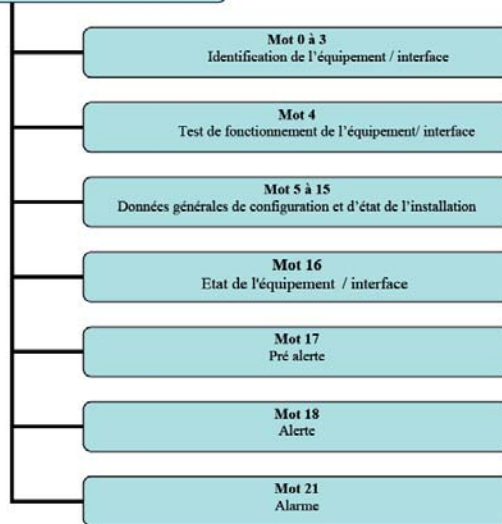 Mot 0 à 3
Identification de l’équipement / interface
Mot 4
Test de fonctionnement de l’équipement/ interface
Mot 5 à 15
Données générales de configuration et d’état de l’installation
Mot 16
Etat de l'équipement / interface
Mot 17
Pré alerte
Mot 18
Alerte
Mot 21
Alarme